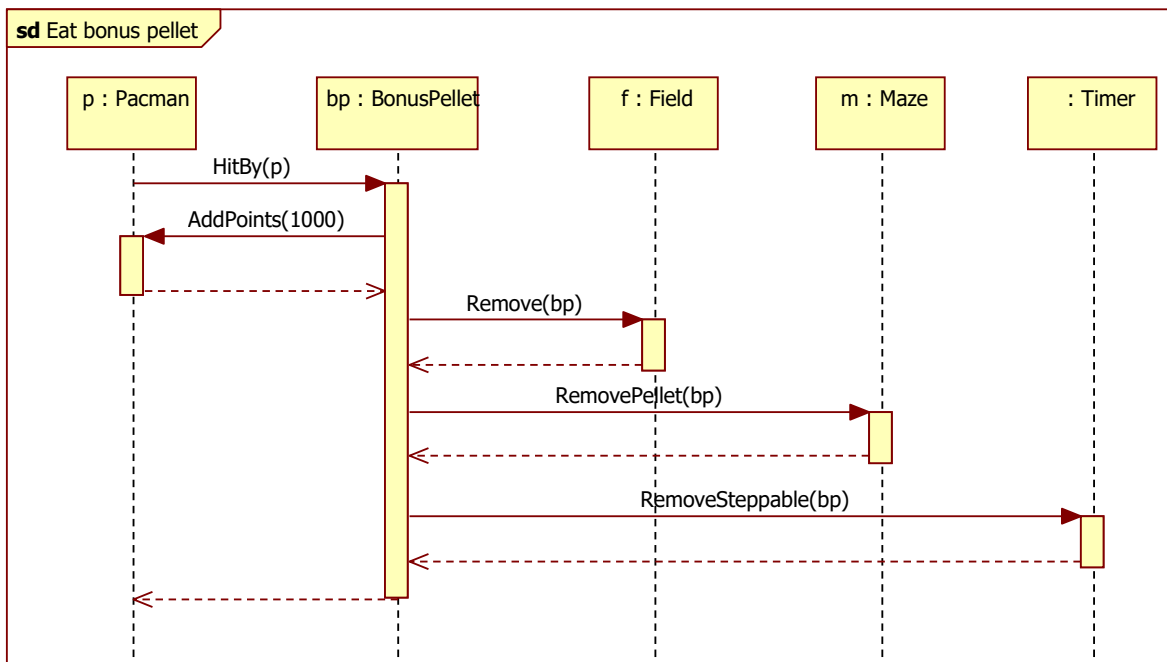 sd Eat bonus pellet
p : Pacman
bp : BonusPellet
f : Field
m : Maze
: Timer
HitBy(p)
AddPoints(1000)
Remove(bp)
RemovePellet(bp)
RemoveSteppable(bp)